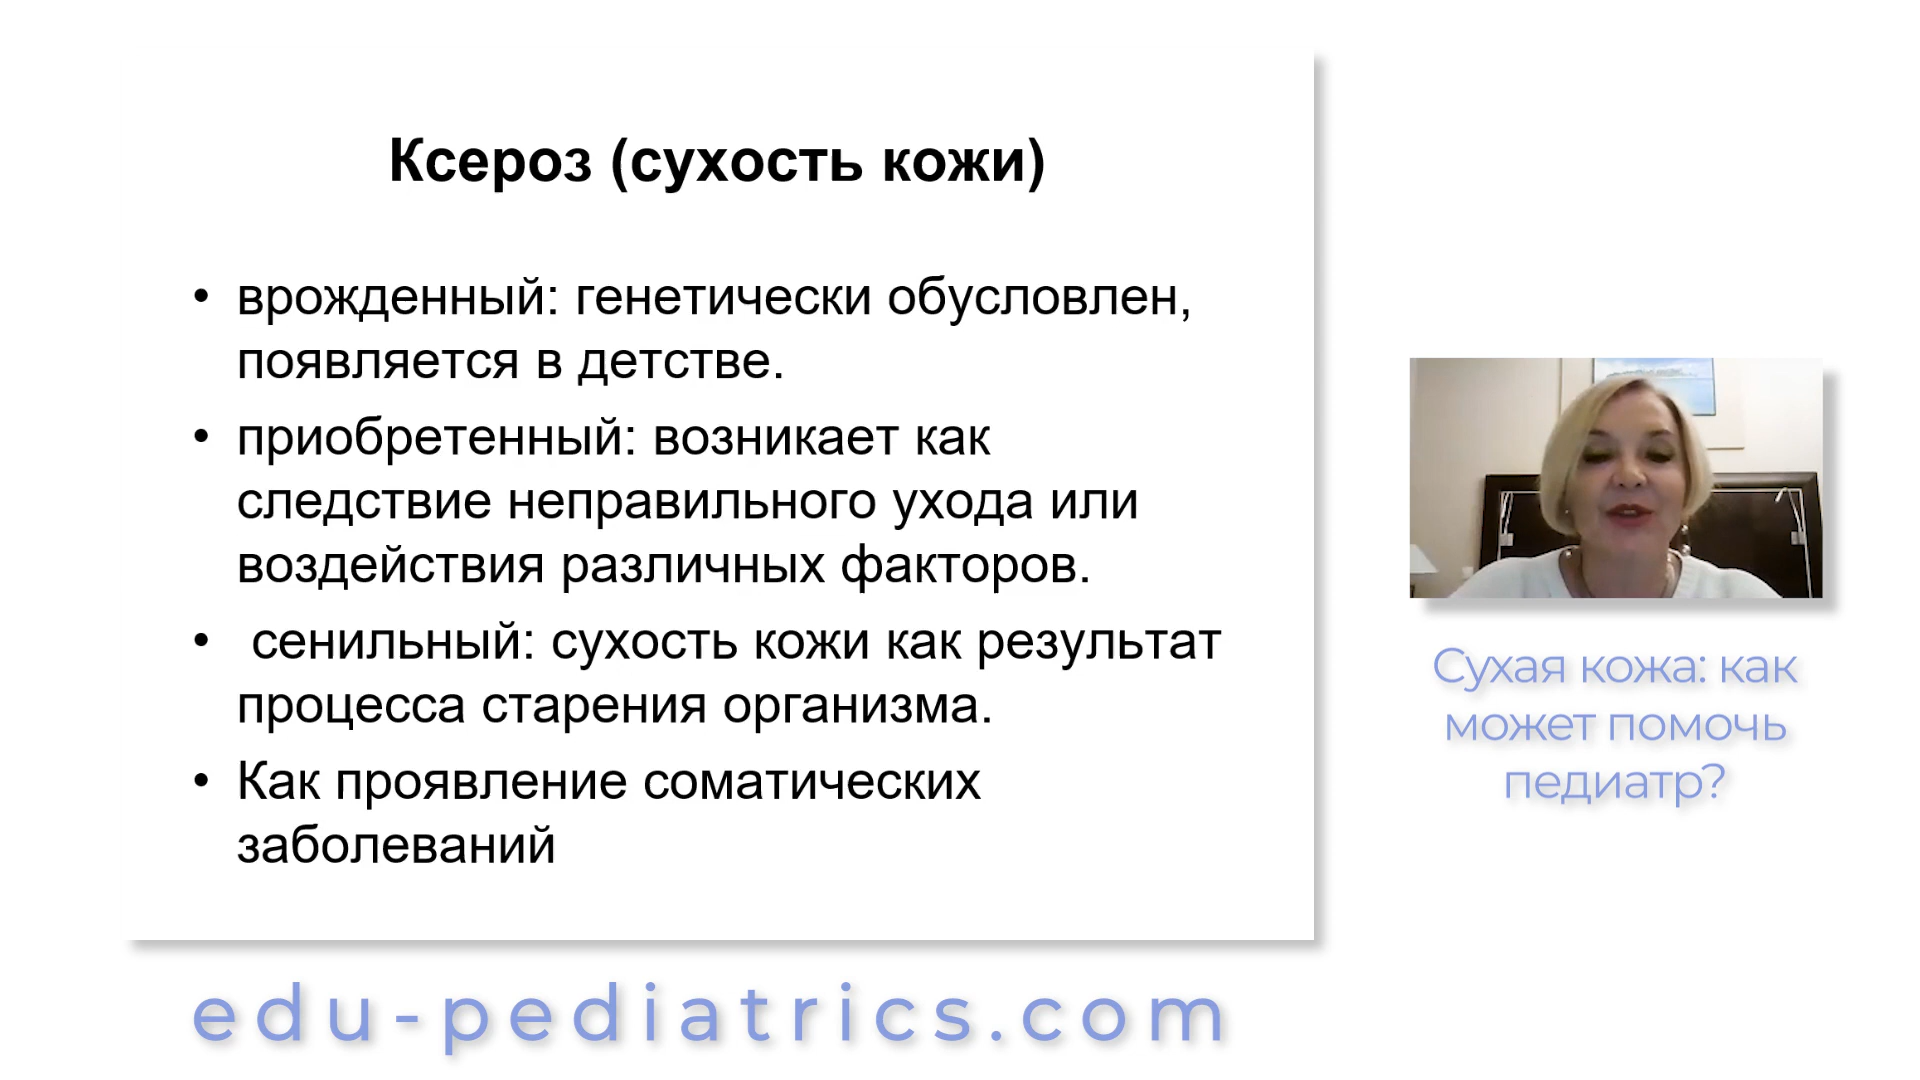 Ксероз (сухость кожи)
• врожденный: генетически обусловлен,
появляется в детстве.
• приобретенный: возникает как
следствие неправильного ухода или
воздействия различных факторов.
• сенильный: сухость кожи как результат
процесса старения организма.
• Как проявление соматических
заболеваний
Сухая кожа: как
может помочь
педиатр?
edu-pediatrics.com